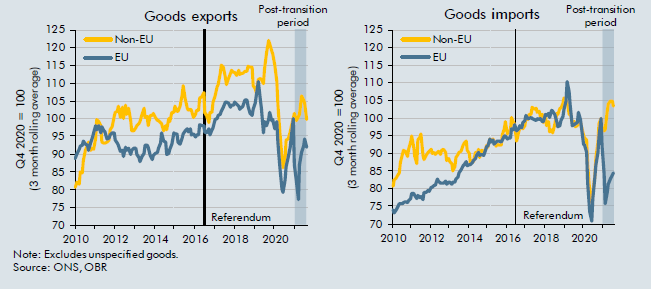 Goods exports
Post-transition
period
Q4 2020 = 100
(3 month rolling average)
125
120
115
110
105
100
95
90
85
80
75
70
Non-EU
EU
Referendum
2010 2012 2014 2016 2018 2020
Goods imports
Post-transition
period
Q4 2020 = 100
(3 month rolling average)
125
120
115
110
105
100
95
90
85
80
75
70
Non-EU
EU
Referendum
2010 2012 2014 2016 2018 2020
Note: Excludes unspecified goods.
Source: ONS, OBR